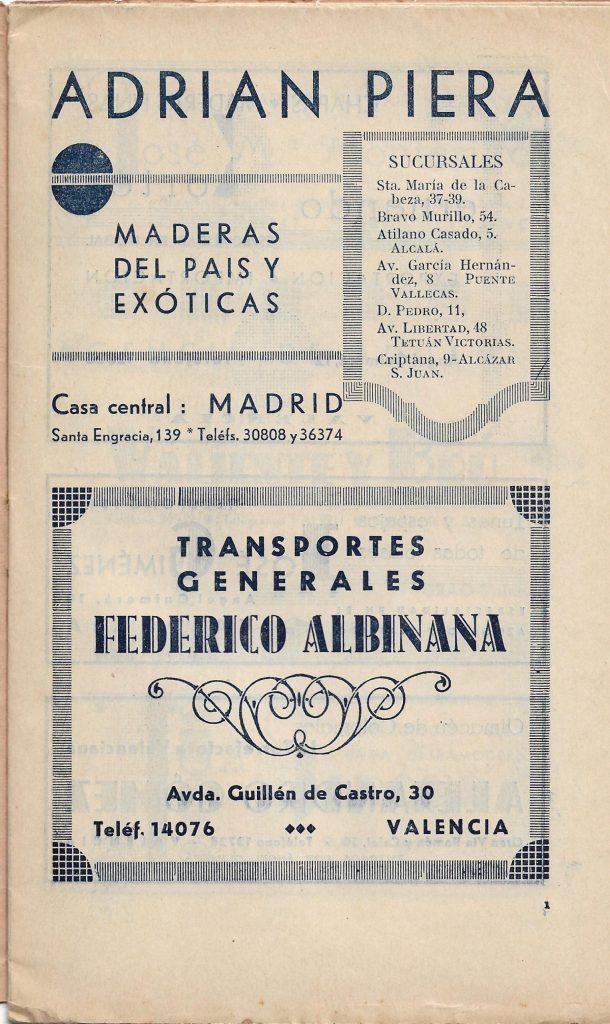 ADRIAN PIERA
MADERAS
DEL PAIS Y
EXÓTICAS
Casa central : MADRID
Santa Engracia, 139 * Teléfs. 30808 y 36374
SUCURSALES
Sta. María de la Ca-
beza, 37-39.
Bravo Murillo, 54.
Atilano Casado, 5.
ALCALÁ.
Av. García Hernán-
dez, 8 PUENTE
VALLECAS.
D. PEDRO, 11,
Av. LIBERTAD, 48
TETUÁN VICTORIAS.
Criptana, 9-ALCÁZAR
S. JUAN.
TRANSPORTES
GENERALES
FEDERICO ALBINANA
Avda. Guillén de Castro, 30
Teléf. 14076 VALENCIA
1